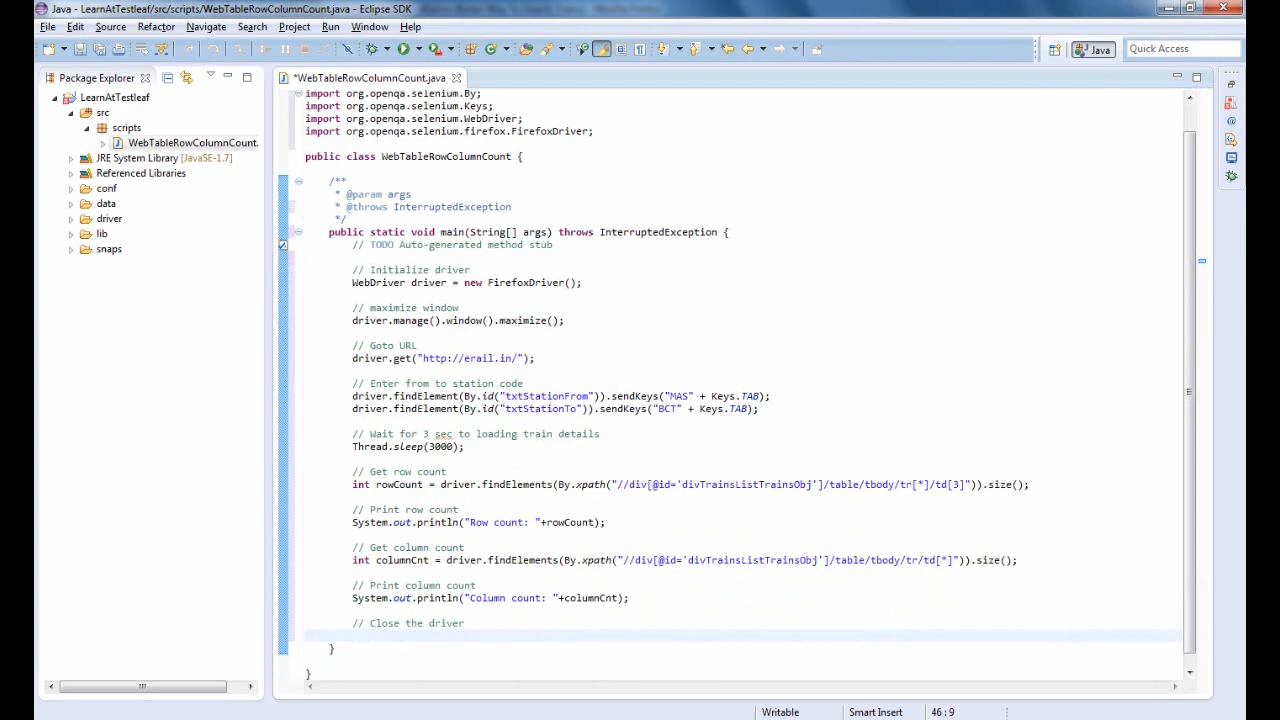 Java - LearnAtTestleaf/src/scripts/WebTableRowColumnCount.java - Eclipse SDK
File Edit Source Refactor Navigate Search Project Run Window Help
Java
Quick Access
Package Explorer
*WebTableRowColumnCount.java
LearnAtTestleaf
src
scripts
WebTableRowColumnCount.
JRE System Library [JavaSE-1.7]
Referenced Libraries
conf
data
driver
lib
snaps
import org.openqa.selenium.By;
import org.openqa.selenium.Keys;
import org.openqa.selenium.WebDriver;
import org.openqa.selenium.firefox.FirefoxDriver;
public class WebTableRowColumnCount {
/**
* @param args
* @throws InterruptedException
*/
public static void main(String[] args) throws InterruptedException {
// TODO Auto-generated method stub
// Initialize driver
WebDriver driver = new FirefoxDriver();
// maximize window
driver.manage().window().maximize();
// Goto URL
driver.get("http://erail.in/");
// Enter from to station code
driver.findElement(By.id("txtStationFrom")).sendKeys("MAS" + Keys.TAB);
driver.findElement(By.id("txtStationTo")).sendKeys("BCT" + Keys.TAB);
// Wait for 3 sec to loading train details
Thread.sleep(3000);
// Get row count
int rowCount = driver.findElements(By.xpath("//div[@id='divTrainsListTrainsObj']/table/tbody/tr[*]/td[3]")).size();
// Print row count
System.out.println("Row count: "+rowCount);
// Get column count
int columnCnt = driver.findElements(By.xpath("//div[@id='divTrainsListTrainsObj']/table/tbody/tr/td[*]")).size();
// Print column count
System.out.println("Column count: "+columnCnt);
// Close the driver
}
}
Writable
Smart Insert
46 : 9